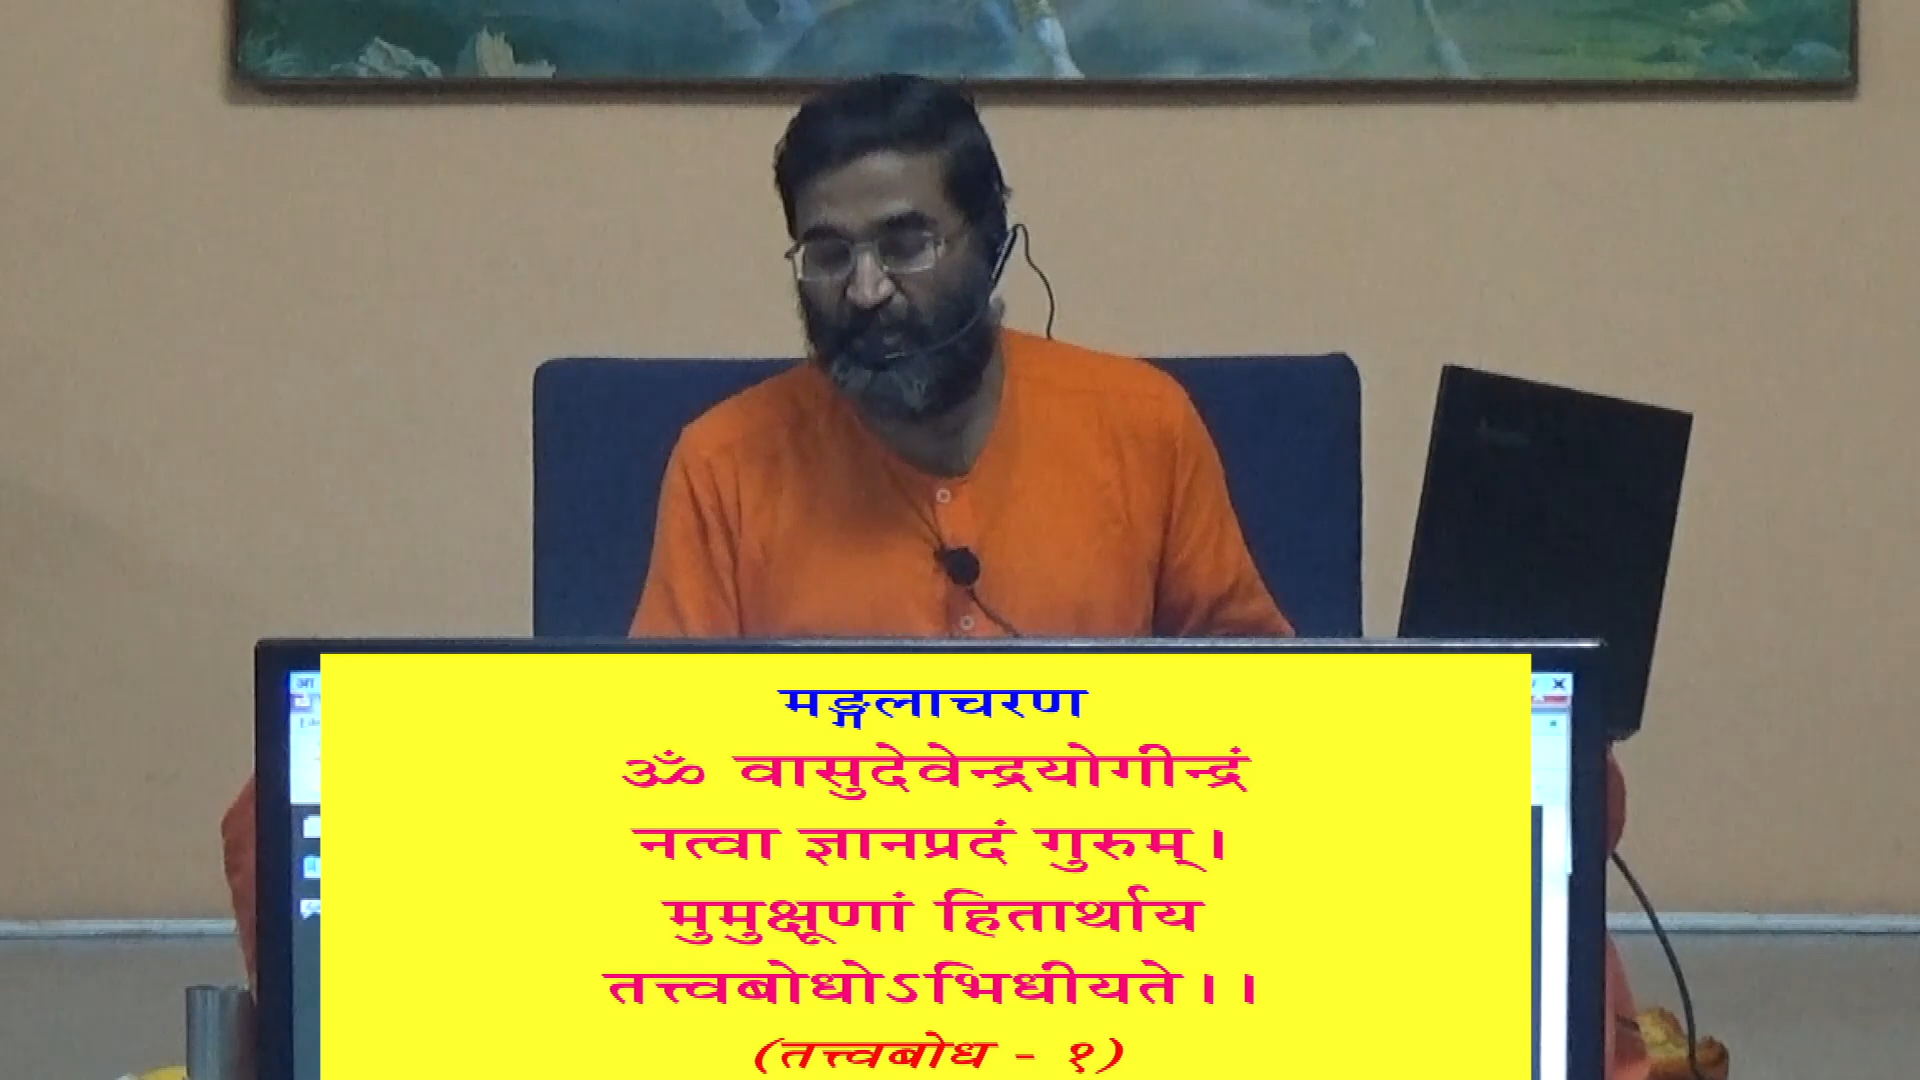 मङ्गलाचरण
ॐ वासुदेवेन्द्रयोगीन्द्रं
नत्वा ज्ञानप्रदं गुरुम्।
मुमुक्षूणां हितार्थाय
तत्त्वबोधोऽभिधीयते।।
(तत्त्वबोध - १)